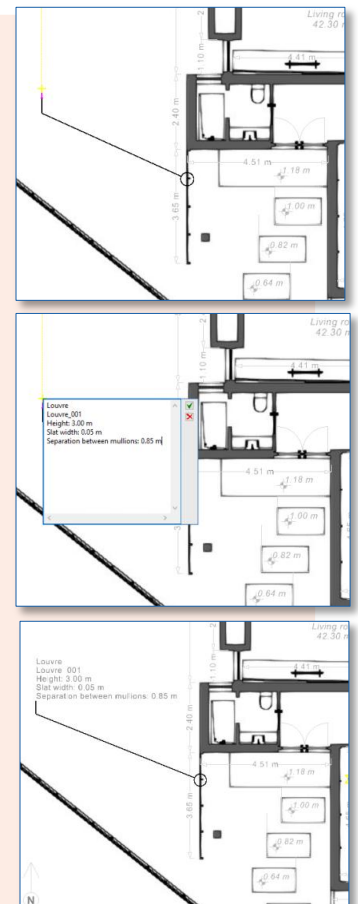 Living ro
42.30 m
2
1.10 m
4.41 m
2.40 m
4.51 m
1.18 m
3.65 m
1.00 m
0.82 m
0.64 m
Living ro
42.30 m
2
1.10 m
4.41 m
Louvre
Louvre_001
Height: 3.00 m
Slat width: 0.05 m
Separation between mullions: 0.85 m
4.51 m
1.18 m
3
1.00 m
0.82 m
0.64 m
Living ro
42.30 m
2
1.10 m
4.41 m
Louvre
Louvre_001
Height: 3.00 m
Slat width: 0.05 m
Separation between mullions: 0.85 m
2.40 m
4.51 m
1.18 m
3.65 m
1.00 m
0.82 m
0.64 m
N